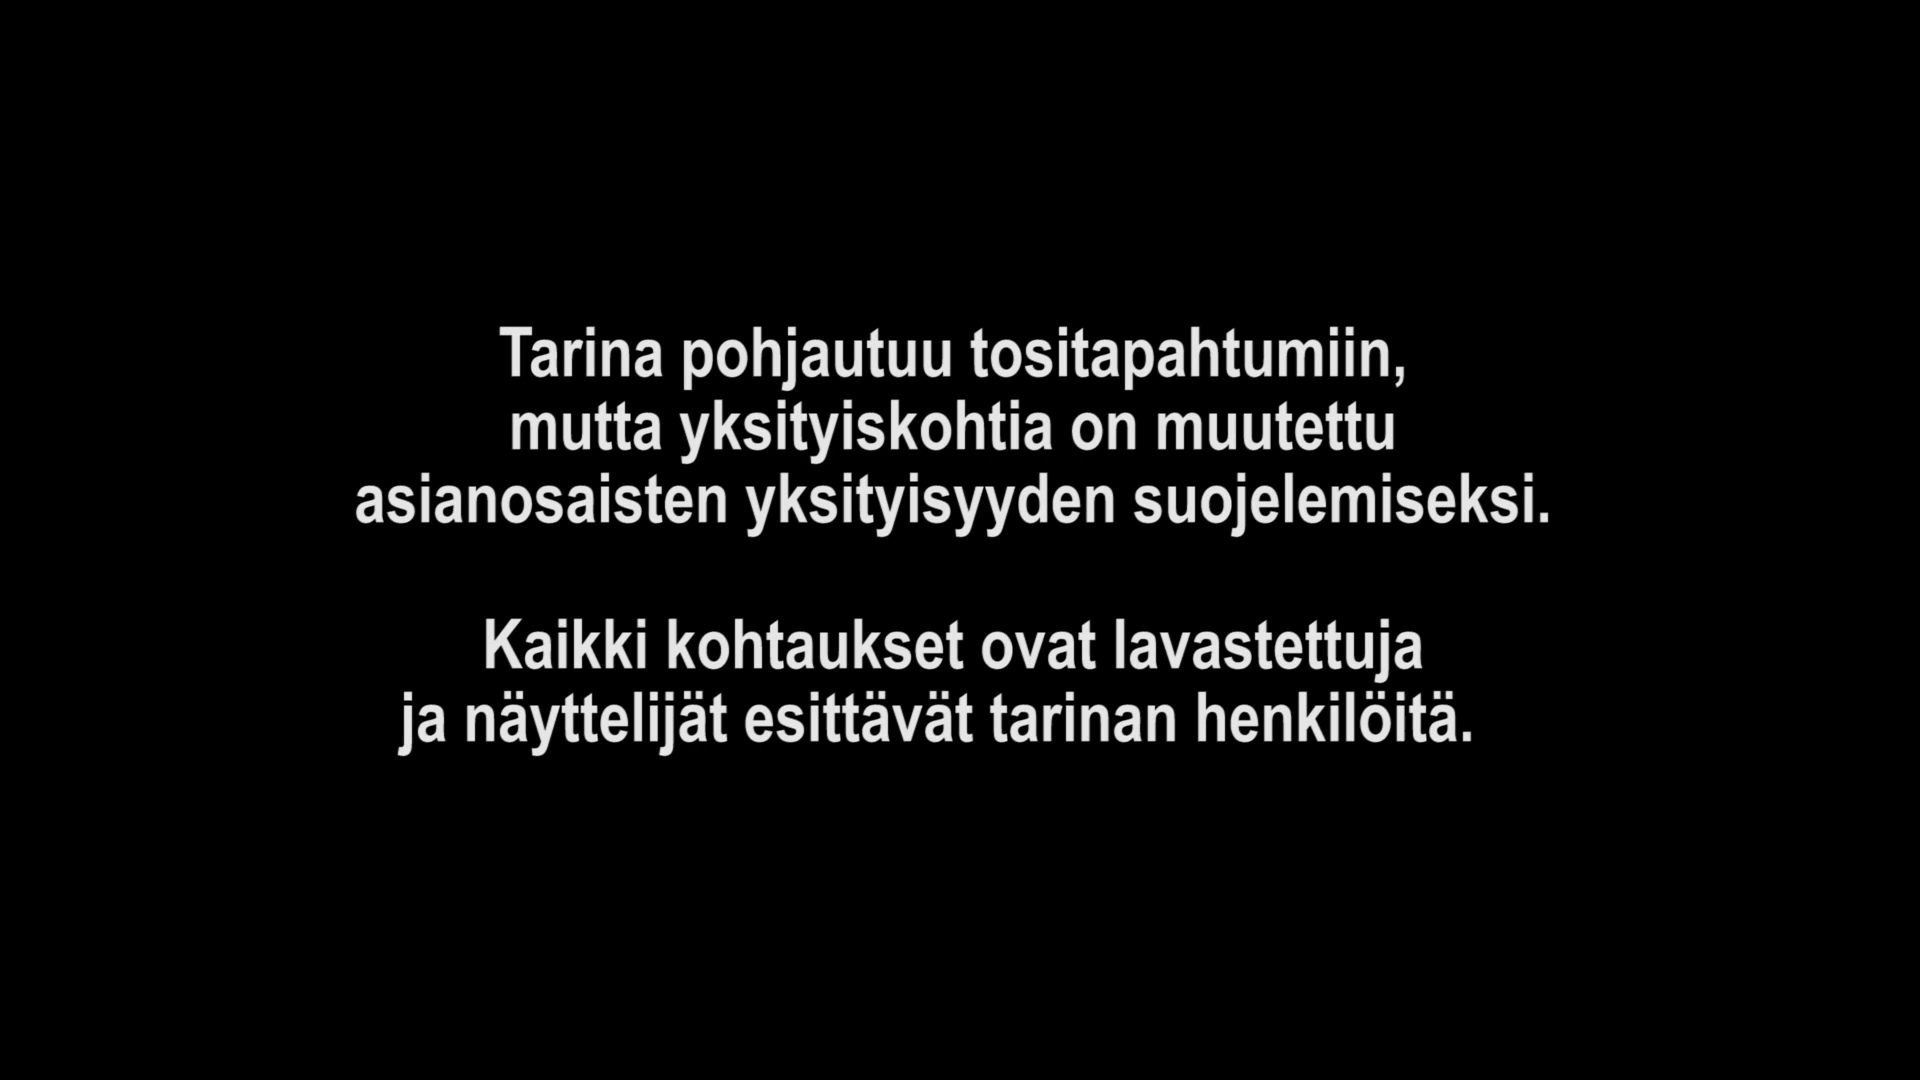 Tarina pohjautuu tositapahtumiin,
mutta yksityiskohtia on muutettu
asianosaisten yksityisyyden suojelemiseksi.
Kaikki kohtaukset ovat lavastettuja
ja näyttelijät esittävät tarinan henkilöitä.